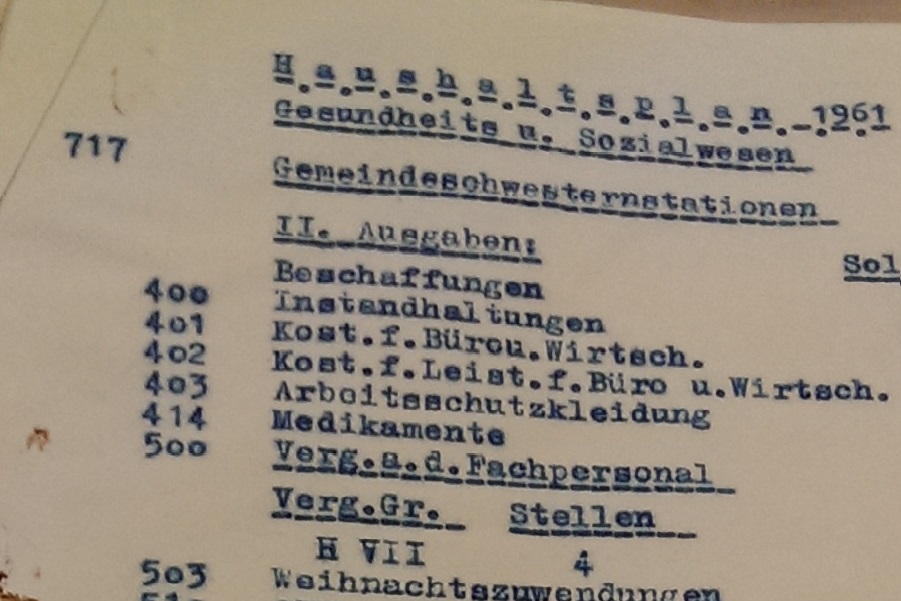 H.a.u.s.h.a.l.t.s.p.l.a.n.-1961
Gesundheits u. Sozialwesen
717 Gemeindeschwesternstationen
II. Ausgaben:
Sol
Beschaffungen
400 Instandhaltungen
401 Kost.f.Bürou.Wirtsch.
402 Kost.f.Leist.f.Büro u.Wirtsch.
403 Arbeitsschutzkleidung
414 Medikamente
500 Verg.a.d.Fachpersonal
Verg.Gr. Stellen
H VII 4
503 Weihnachtszuwendungen